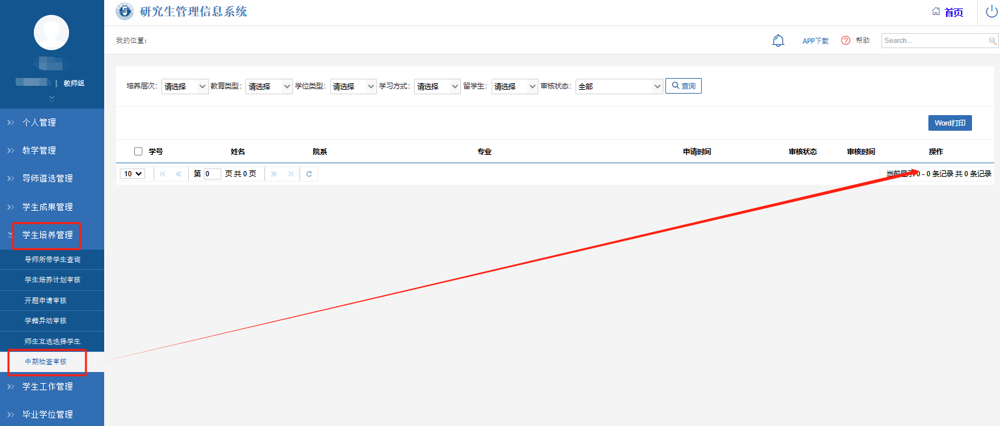 研究生管理信息系统
首页
我的位置：
APP下载
帮助
Search...
| 教师组
个人管理
教学管理
导师遴选管理
学生成果管理
学生培养管理
导师所带学生查询
学生培养计划审核
开题申请审核
学籍异动审核
师生互选选择学生
中期检查审核
学生工作管理
毕业学位管理
培养层次： 请选择 教育类型： 请选择 学位类型： 请选择 学习方式： 请选择 留学生： 请选择 审核状态： 全部 查询
Word打印
学号 姓名 院系 专业 申请时间 审核状态 审核时间 操作
10 第 0 页 共 0 页 当前显示 0 - 0 条记录 共 0 条记录